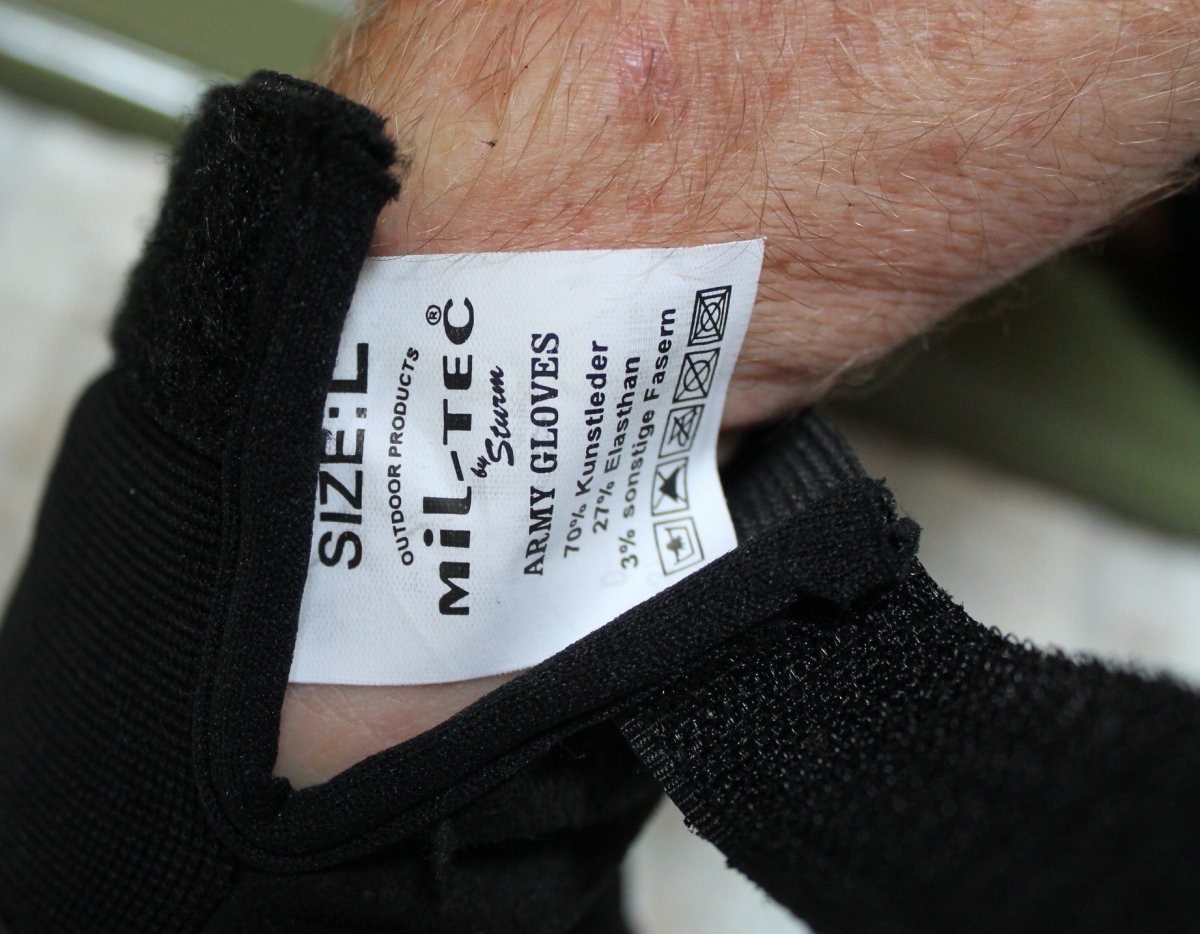 SIZE:L
OUTDOOR PRODUCTS
MiL-TEC®
by Sturm
ARMY GLOVES
70% Kunstleder
27% Elasthan
3% sonstige Fasern